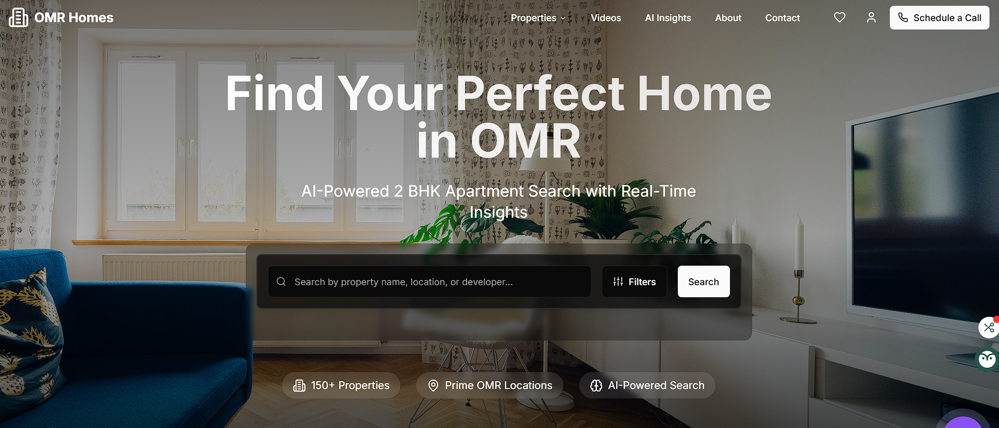 OMR Homes
Properties
Videos
AI Insights
About
Contact
Schedule a Call
Find Your Perfect Home
in OMR
AI-Powered 2 BHK Apartment Search with Real-Time
Insights
Search by property name, location, or developer...
Filters
Search
150+ Properties
Prime OMR Locations
AI-Powered Search